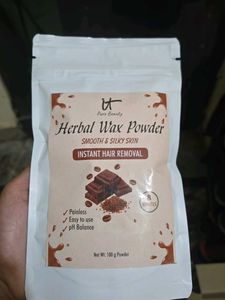 Pure Beauty
Herbal Wax Powder
SMOOTH & SILKY SKIN
INSTANT HAIR REMOVAL
Painless
Easy to use
pH Balance
Net Wt. 100 g Powder